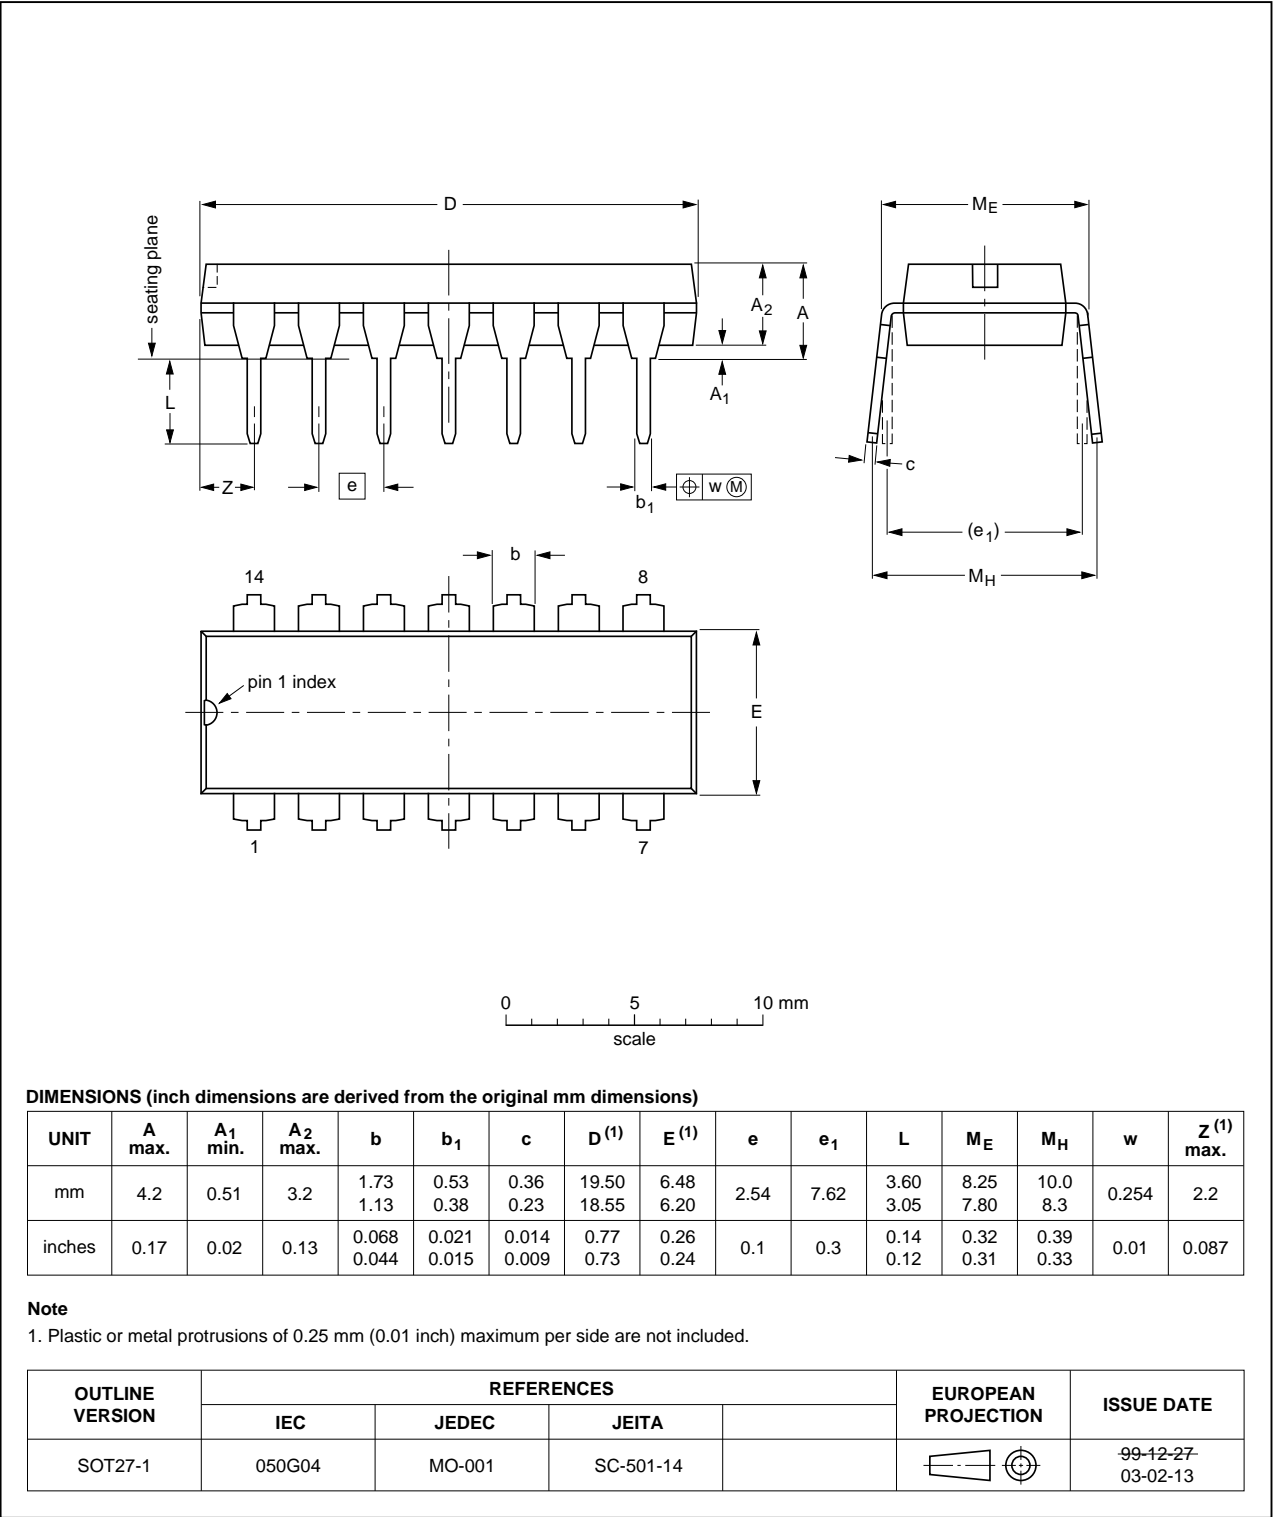 D
M_E
seating plane
A_2
A
A_1
L
Z
e
b_1
w M
c
(e_1)
M_H
b
14
8
pin 1 index
E
1
7
0 5 10 mm
scale
DIMENSIONS (inch dimensions are derived from the original mm dimensions)
UNIT A max. A1 min. A2 max. b b1 c D(1) E(1) e e1 L ME MH w Z(1) max.
mm 4.2 0.51 3.2 1.73 1.13 0.53 0.38 0.36 0.23 19.50 18.55 6.48 6.20 2.54 7.62 3.60 3.05 8.25 7.80 10.0 8.3 0.254 2.2
inches 0.17 0.02 0.13 0.068 0.044 0.021 0.015 0.014 0.009 0.77 0.73 0.26 0.24 0.1 0.3 0.14 0.12 0.32 0.31 0.39 0.33 0.01 0.087
Note
1. Plastic or metal protrusions of 0.25 mm (0.01 inch) maximum per side are not included.
OUTLINE VERSION REFERENCES EUROPEAN PROJECTION ISSUE DATE
IEC JEDEC JEITA
SOT27-1 050G04 MO-001 SC-501-14 99-12-27
03-02-13